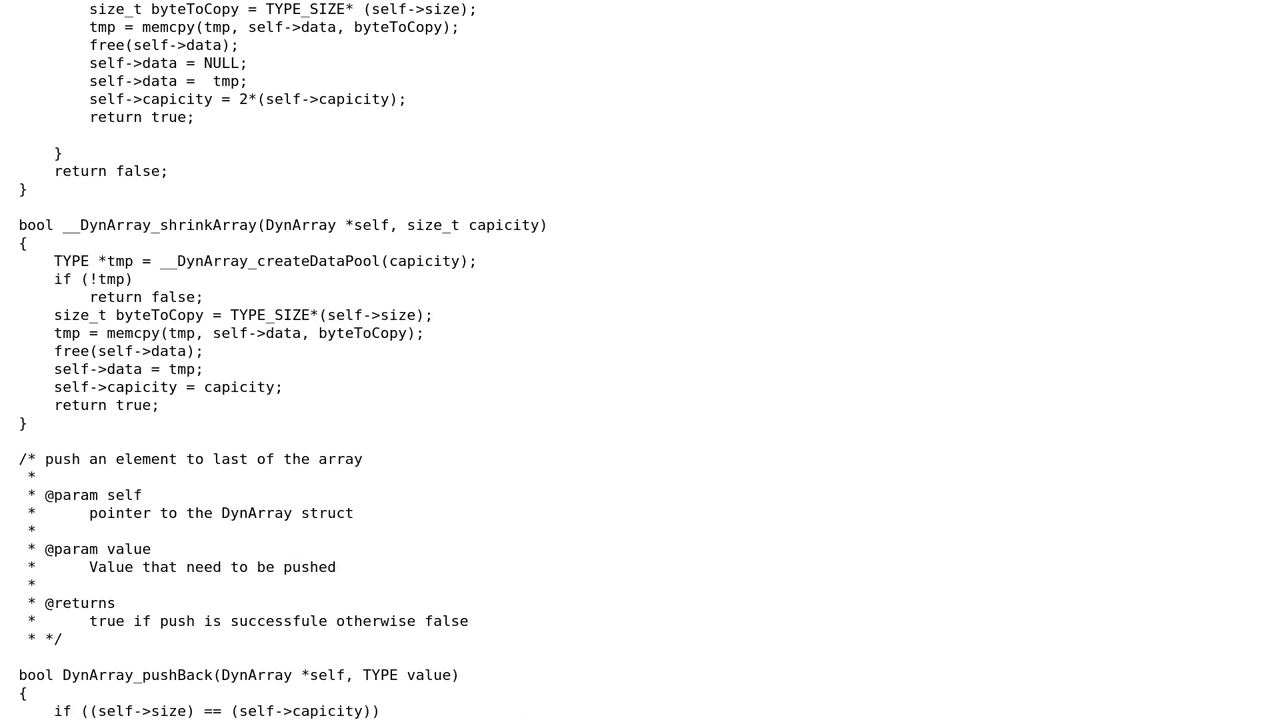 size_t byteToCopy = TYPE_SIZE* (self->size);
        tmp = memcpy(tmp, self->data, byteToCopy);
        free(self->data);
        self->data = NULL;
        self->data =  tmp;
        self->capicity = 2*(self->capicity);
        return true;

    }
    return false;
}

bool __DynArray_shrinkArray(DynArray *self, size_t capicity)
{
    TYPE *tmp = __DynArray_createDataPool(capicity);
    if (!tmp)
        return false;
    size_t byteToCopy = TYPE_SIZE*(self->size);
    tmp = memcpy(tmp, self->data, byteToCopy);
    free(self->data);
    self->data = tmp;
    self->capicity = capicity;
    return true;
}

/* push an element to last of the array
 *
 * @param self
 *      pointer to the DynArray struct
 *
 * @param value
 *      Value that need to be pushed
 *
 * @returns
 *      true if push is successfule otherwise false
 * */

bool DynArray_pushBack(DynArray *self, TYPE value)
{
    if ((self->size) == (self->capicity))